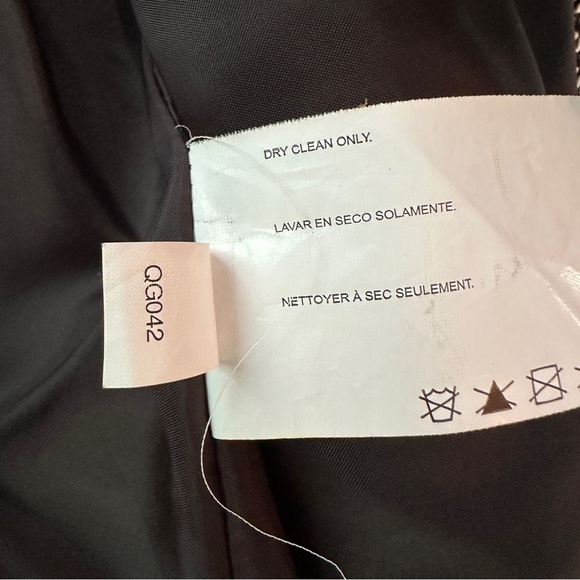 DRY CLEAN ONLY.
LAVAR EN SECO SOLAMENTE.
NETTOYER À SEC SEULEMENT.
QG042